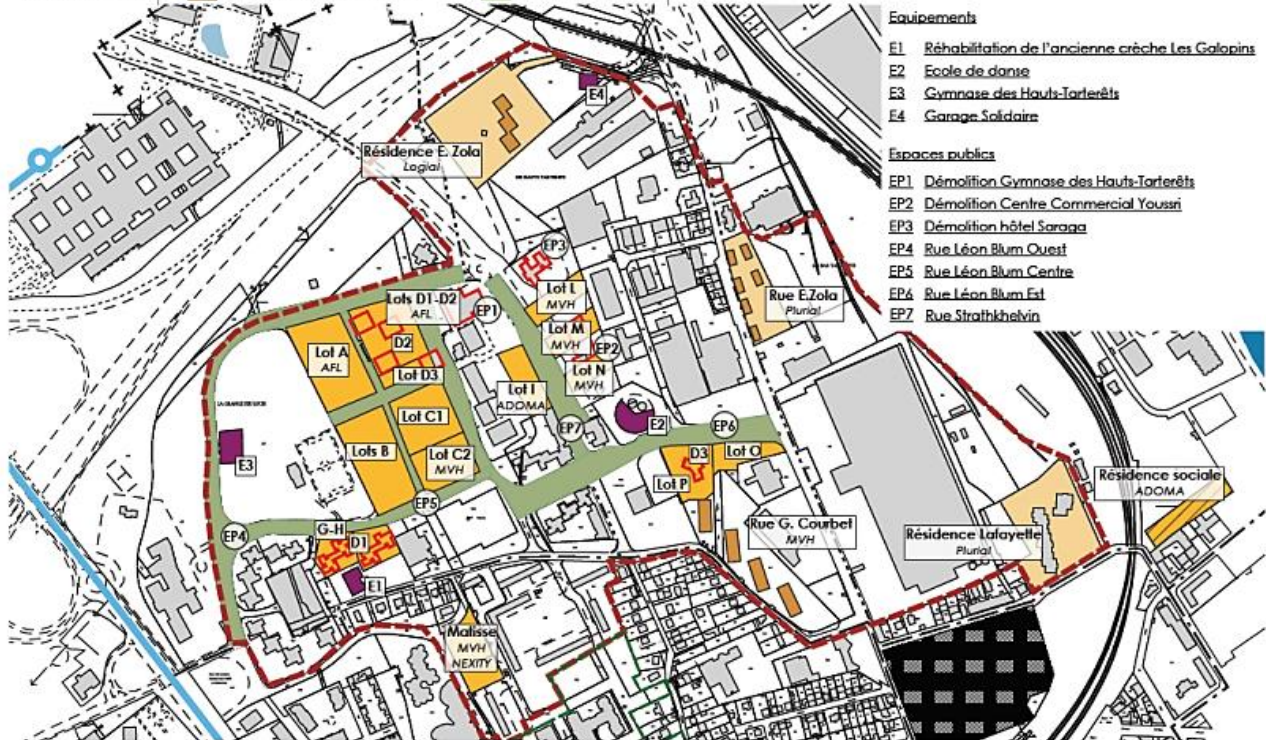 Equipements
E1 Réhabilitation de l'ancienne crèche Les Galopins
E2 Ecole de danse
E3 Gymnase des Hauts-Tarterêts
E4 Garage Solidaire
Espaces publics
EP1 Démolition Gymnase des Hauts-Tarterêts
EP2 Démolition Centre Commercial Youssri
EP3 Démolition hôtel Saraga
EP4 Rue Léon Blum Ouest
EP5 Rue Léon Blum Centre
EP6 Rue Léon Blum Est
EP7 Rue Strathkhelvin
E4
Résidence E. Zola
Logial
EP3
Lot L
MVH
Rue E.Zola
Plurial
Lots D1-D2
AFL
EP1
Lot M
MVH
D2
EP2
Lot A
AFL
Lot D3
Lot N
MVH
Lot I
ADOMA
Lot C1
EP7
E2
EP6
Lots B
Lot C2
MVH
E3
D3
Lot O
Lot P
Résidence sociale
ADOMA
EP5
EP4
G-H
D1
Rue G. Courbet
MVH
Résidence Lafayette
Plurial
E1
Malisse
MVH
NEXITY